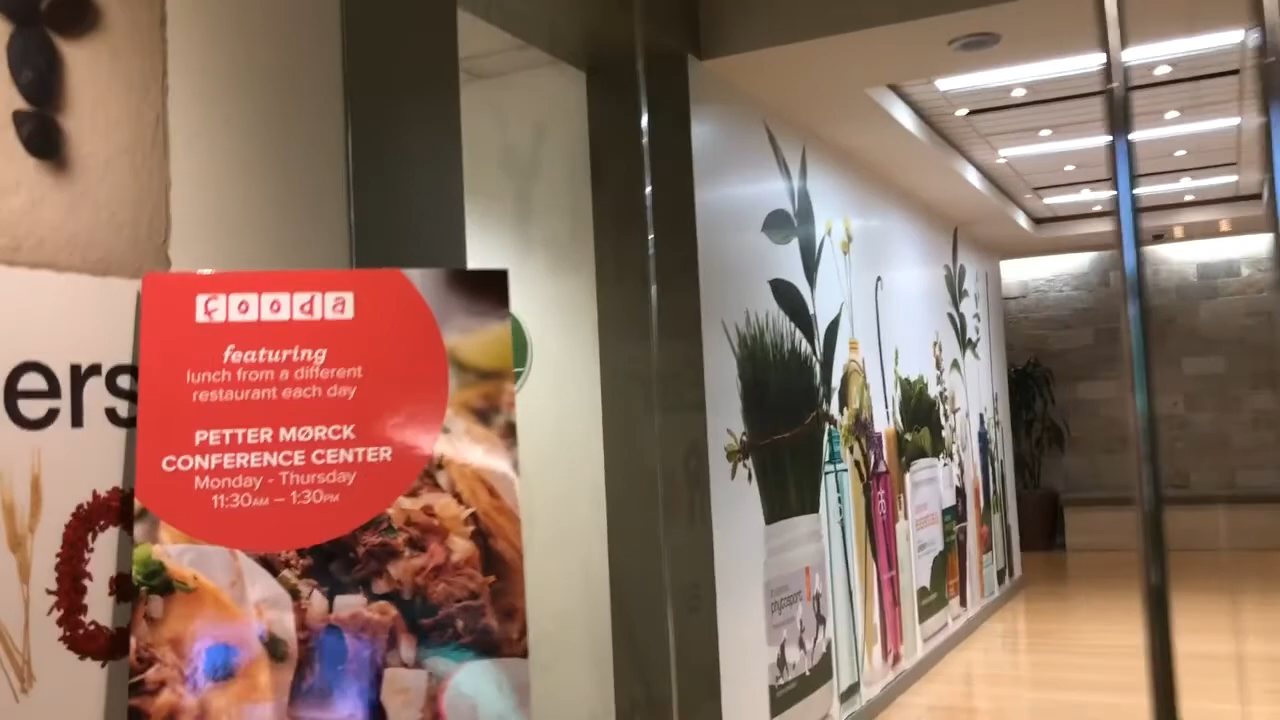 fooda
featuring
lunch from a different
restaurant each day
PETTER MØRCK
CONFERENCE CENTER
Monday - Thursday
11:30AM – 1:30PM
ers
phytosport